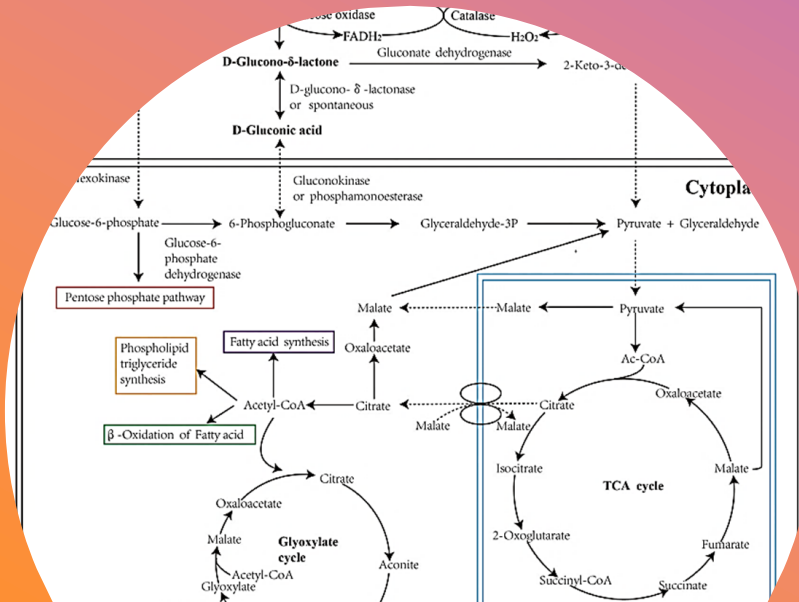 oxidase
Catalase
FADH₂
H₂O₂
D-Glucono-δ-lactone
Gluconate dehydrogenase
D-glucono- δ -lactonase
or spontaneous
D-Gluconic acid
Gluconokinase
or phosphamonoesterase
Glucose-6-phosphate
6-Phosphogluconate
Glyceraldehyde-3P
Pyruvate + Glyceraldehyde
Glucose-6-
phosphate
dehydrogenase
Pentose phosphate pathway
Malate
Malate
Pyruvate
Phospholipid
triglyceride
synthesis
Fatty acid synthesis
Oxaloacetate
Ac-CoA
Oxaloacetate
Acetyl-CoA
Citrate
Citrate
Malate
Malate
β -Oxidation of Fatty acid
Isocitrate
Malate
TCA cycle
Citrate
Oxaloacetate
Malate
Glyoxylate
cycle
2-Oxoglutarate
Fumarate
Aconite
Acetyl-CoA
Glyoxylate
Succinyl-CoA
Succinate